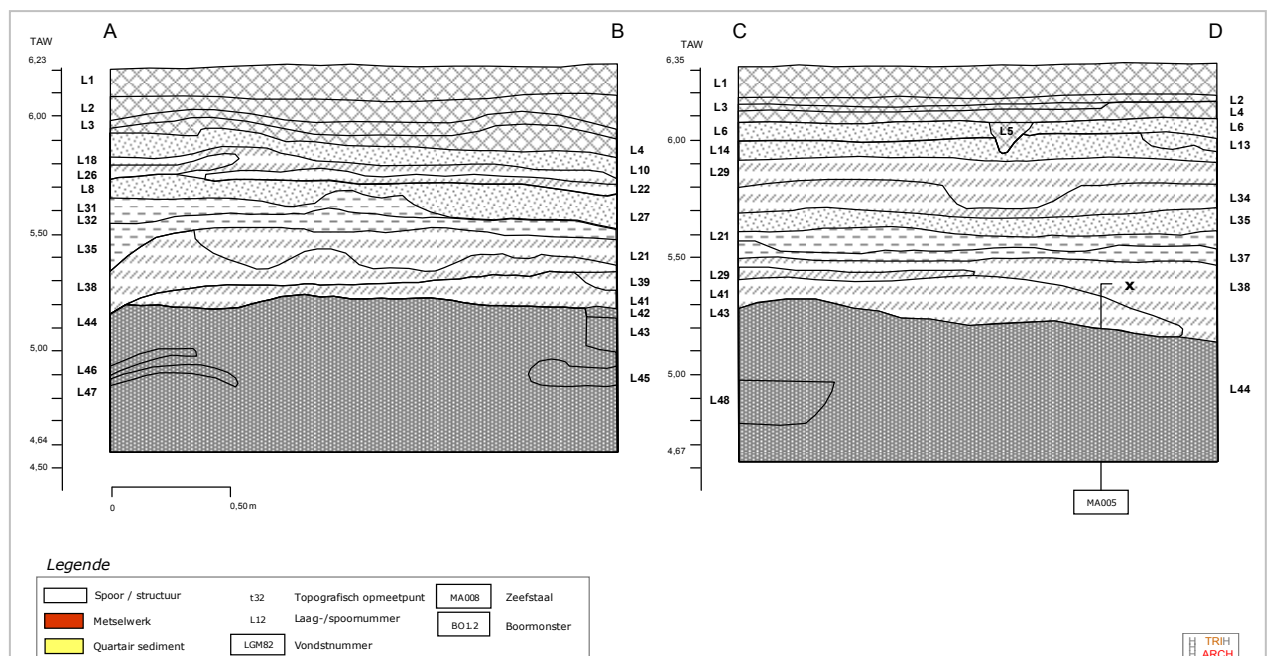 A B
TAW
6,23
6,00
5,50
5,00
4,64
4,50
L1
L2
L3
L18
L26
L8
L31
L32
L35
L38
L44
L46
L47
L4
L10
L22
L27
L21
L39
L41
L42
L43
L45
0 0,50 m
C D
TAW
6,35
6,00
5,50
5,00
4,67
L1
L3
L6
L14
L29
L21
L29
L41
L43
L48
L5
x
L2
L4
L6
L13
L34
L35
L37
L38
L44
MA005
Legende
Spoor / structuur
Metselwerk
Quartair sediment
t32 Topografisch opmeetpunt
L12 Laag-/spoornummer
LGM82 Vondstnummer
MA008 Zeefstaal
BO1.2 Boormonster
TRIH
ARCH